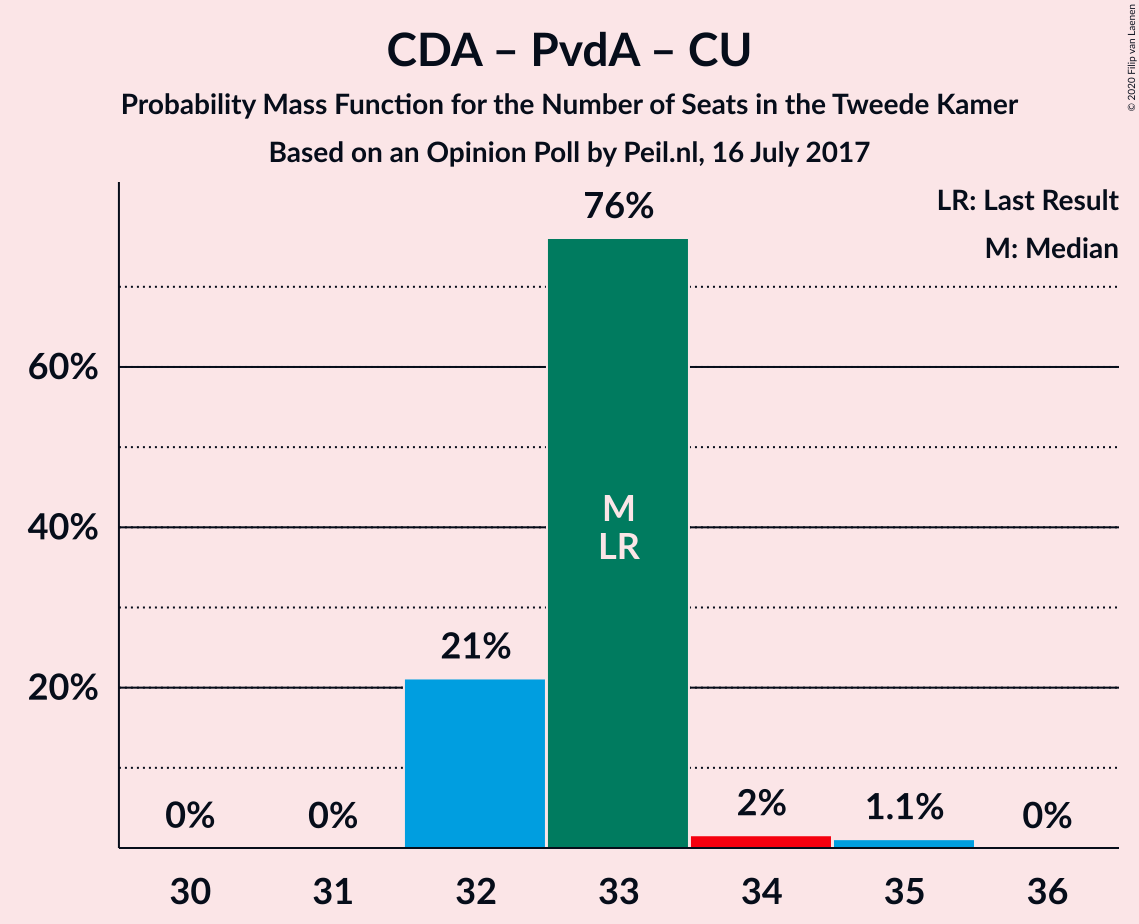 CDA – PvdA – CU
Probability Mass Function for the Number of Seats in the Tweede Kamer
Based on an Opinion Poll by Peil.nl, 16 July 2017
© 2020 Filip van Laenen
LR: Last Result
M: Median
76%
60%
M
40%
LR
21%
20%
0%
0%
2%
1.1%
0%
30
31
32
33
34
35
36